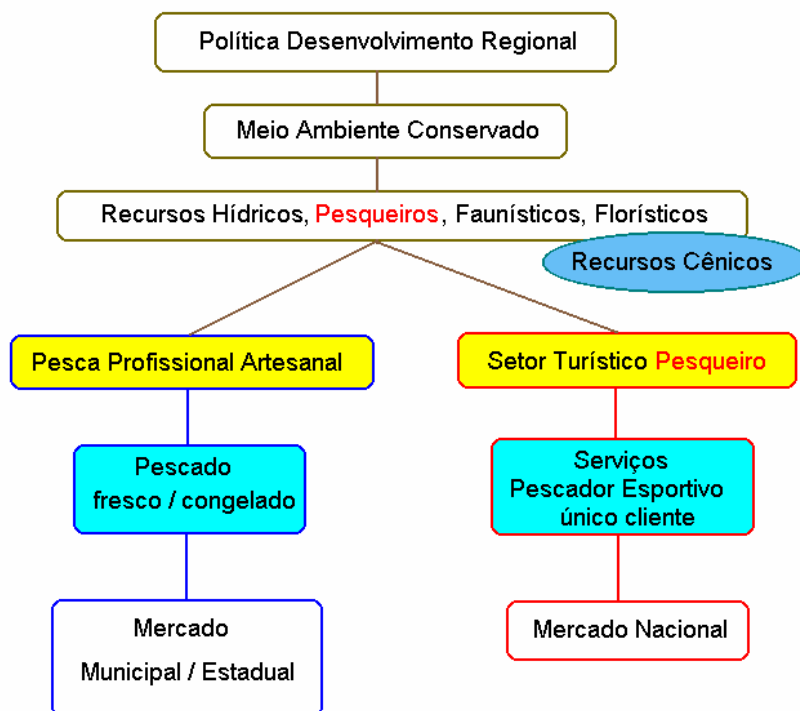 Política Desenvolvimento Regional
Meio Ambiente Conservado
Recursos Hídricos, Pesqueiros, Faunísticos, Florísticos
Recursos Cênicos
Pesca Profissional Artesanal
Setor Turístico Pesqueiro
Pescado
fresco / congelado
Serviços
Pescador Esportivo
único cliente
Mercado
Municipal / Estadual
Mercado Nacional